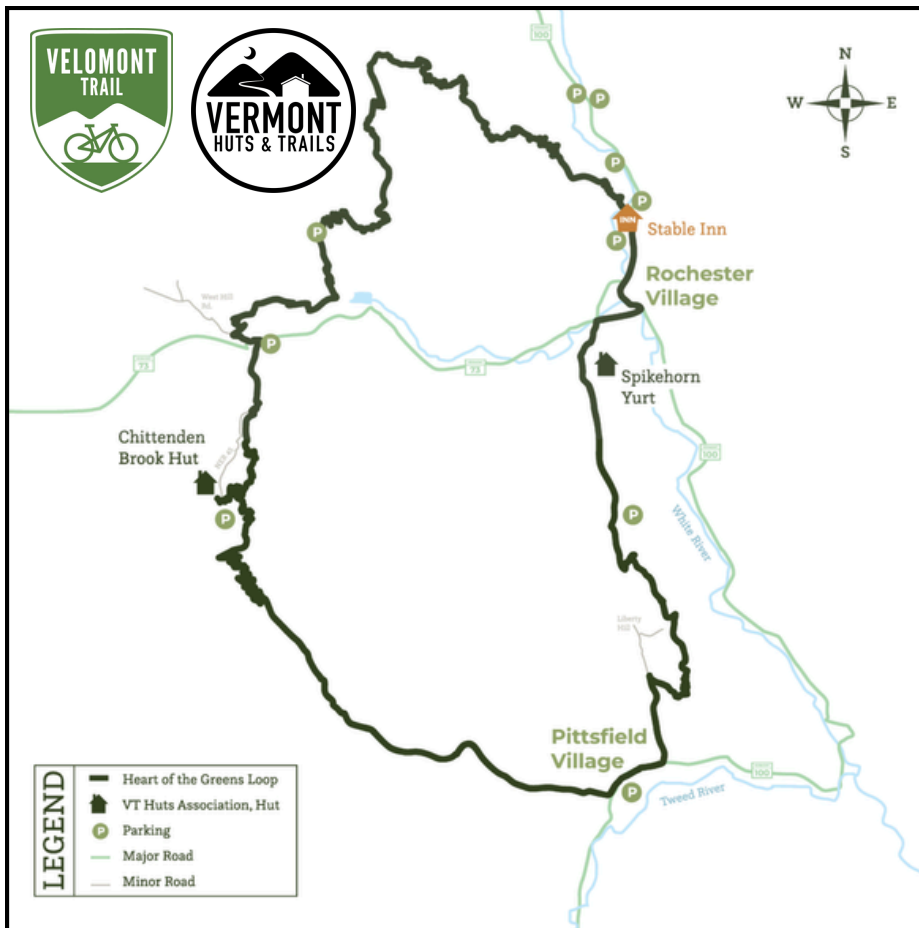 VELOMONT
TRAIL
VERMONT
HUTS & TRAILS
100
N
W
E
S
P
P
P
P
INN
Stable Inn
P
P
Rochester
Village
West Hill
Rd.
P
73
73
Spikehorn
Yurt
Chittenden
Brook Hut
100
P
P
White River
Liberty
Hill
Pittsfield
Village
100
P
Tweed River
LEGEND
Heart of the Greens Loop
VT Huts Association, Hut
P
Parking
Major Road
Minor Road